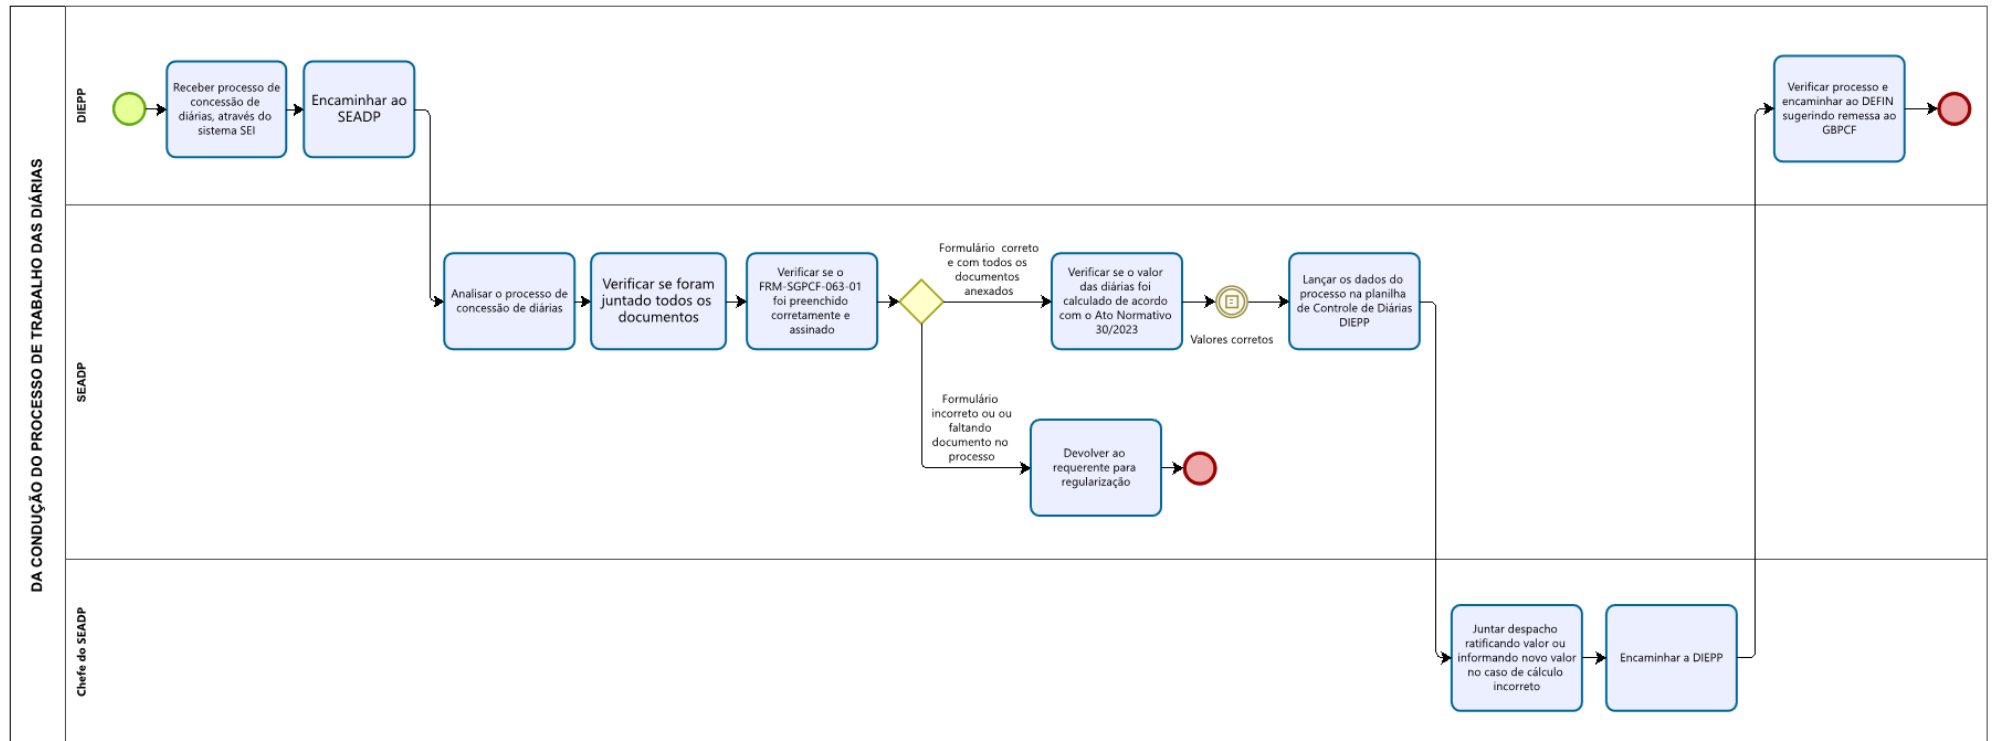 DA CONDUÇÃO DO PROCESSO DE TRABALHO DAS DIÁRIAS
DIEPP
Receber processo de
concessão de
diárias, através do
sistema SEI
Encaminhar ao
SEADP
Verificar processo e
encaminhar ao DEFIN
sugerindo remessa ao
GBPCF
SEADP
Analisar o processo de
concessão de diárias
Verificar se foram
juntado todos os
documentos
Verificar se o
FRM-SGPCF-063-01
foi preenchido
corretamente e
assinado
Formulário correto
e com todos os
documentos
anexados
Verificar se o valor
das diárias foi
calculado de acordo
com o Ato Normativo
30/2023
Valores corretos
Lançar os dados do
processo na planilha
de Controle de Diárias
DIEPP
Formulário
incorreto ou ou
faltando
documento no
processo
Devolver ao
requerente para
regularização
Chefe do SEADP
Juntar despacho
ratificando valor ou
informando novo valor
no caso de cálculo
incorreto
Encaminhar a DIEPP